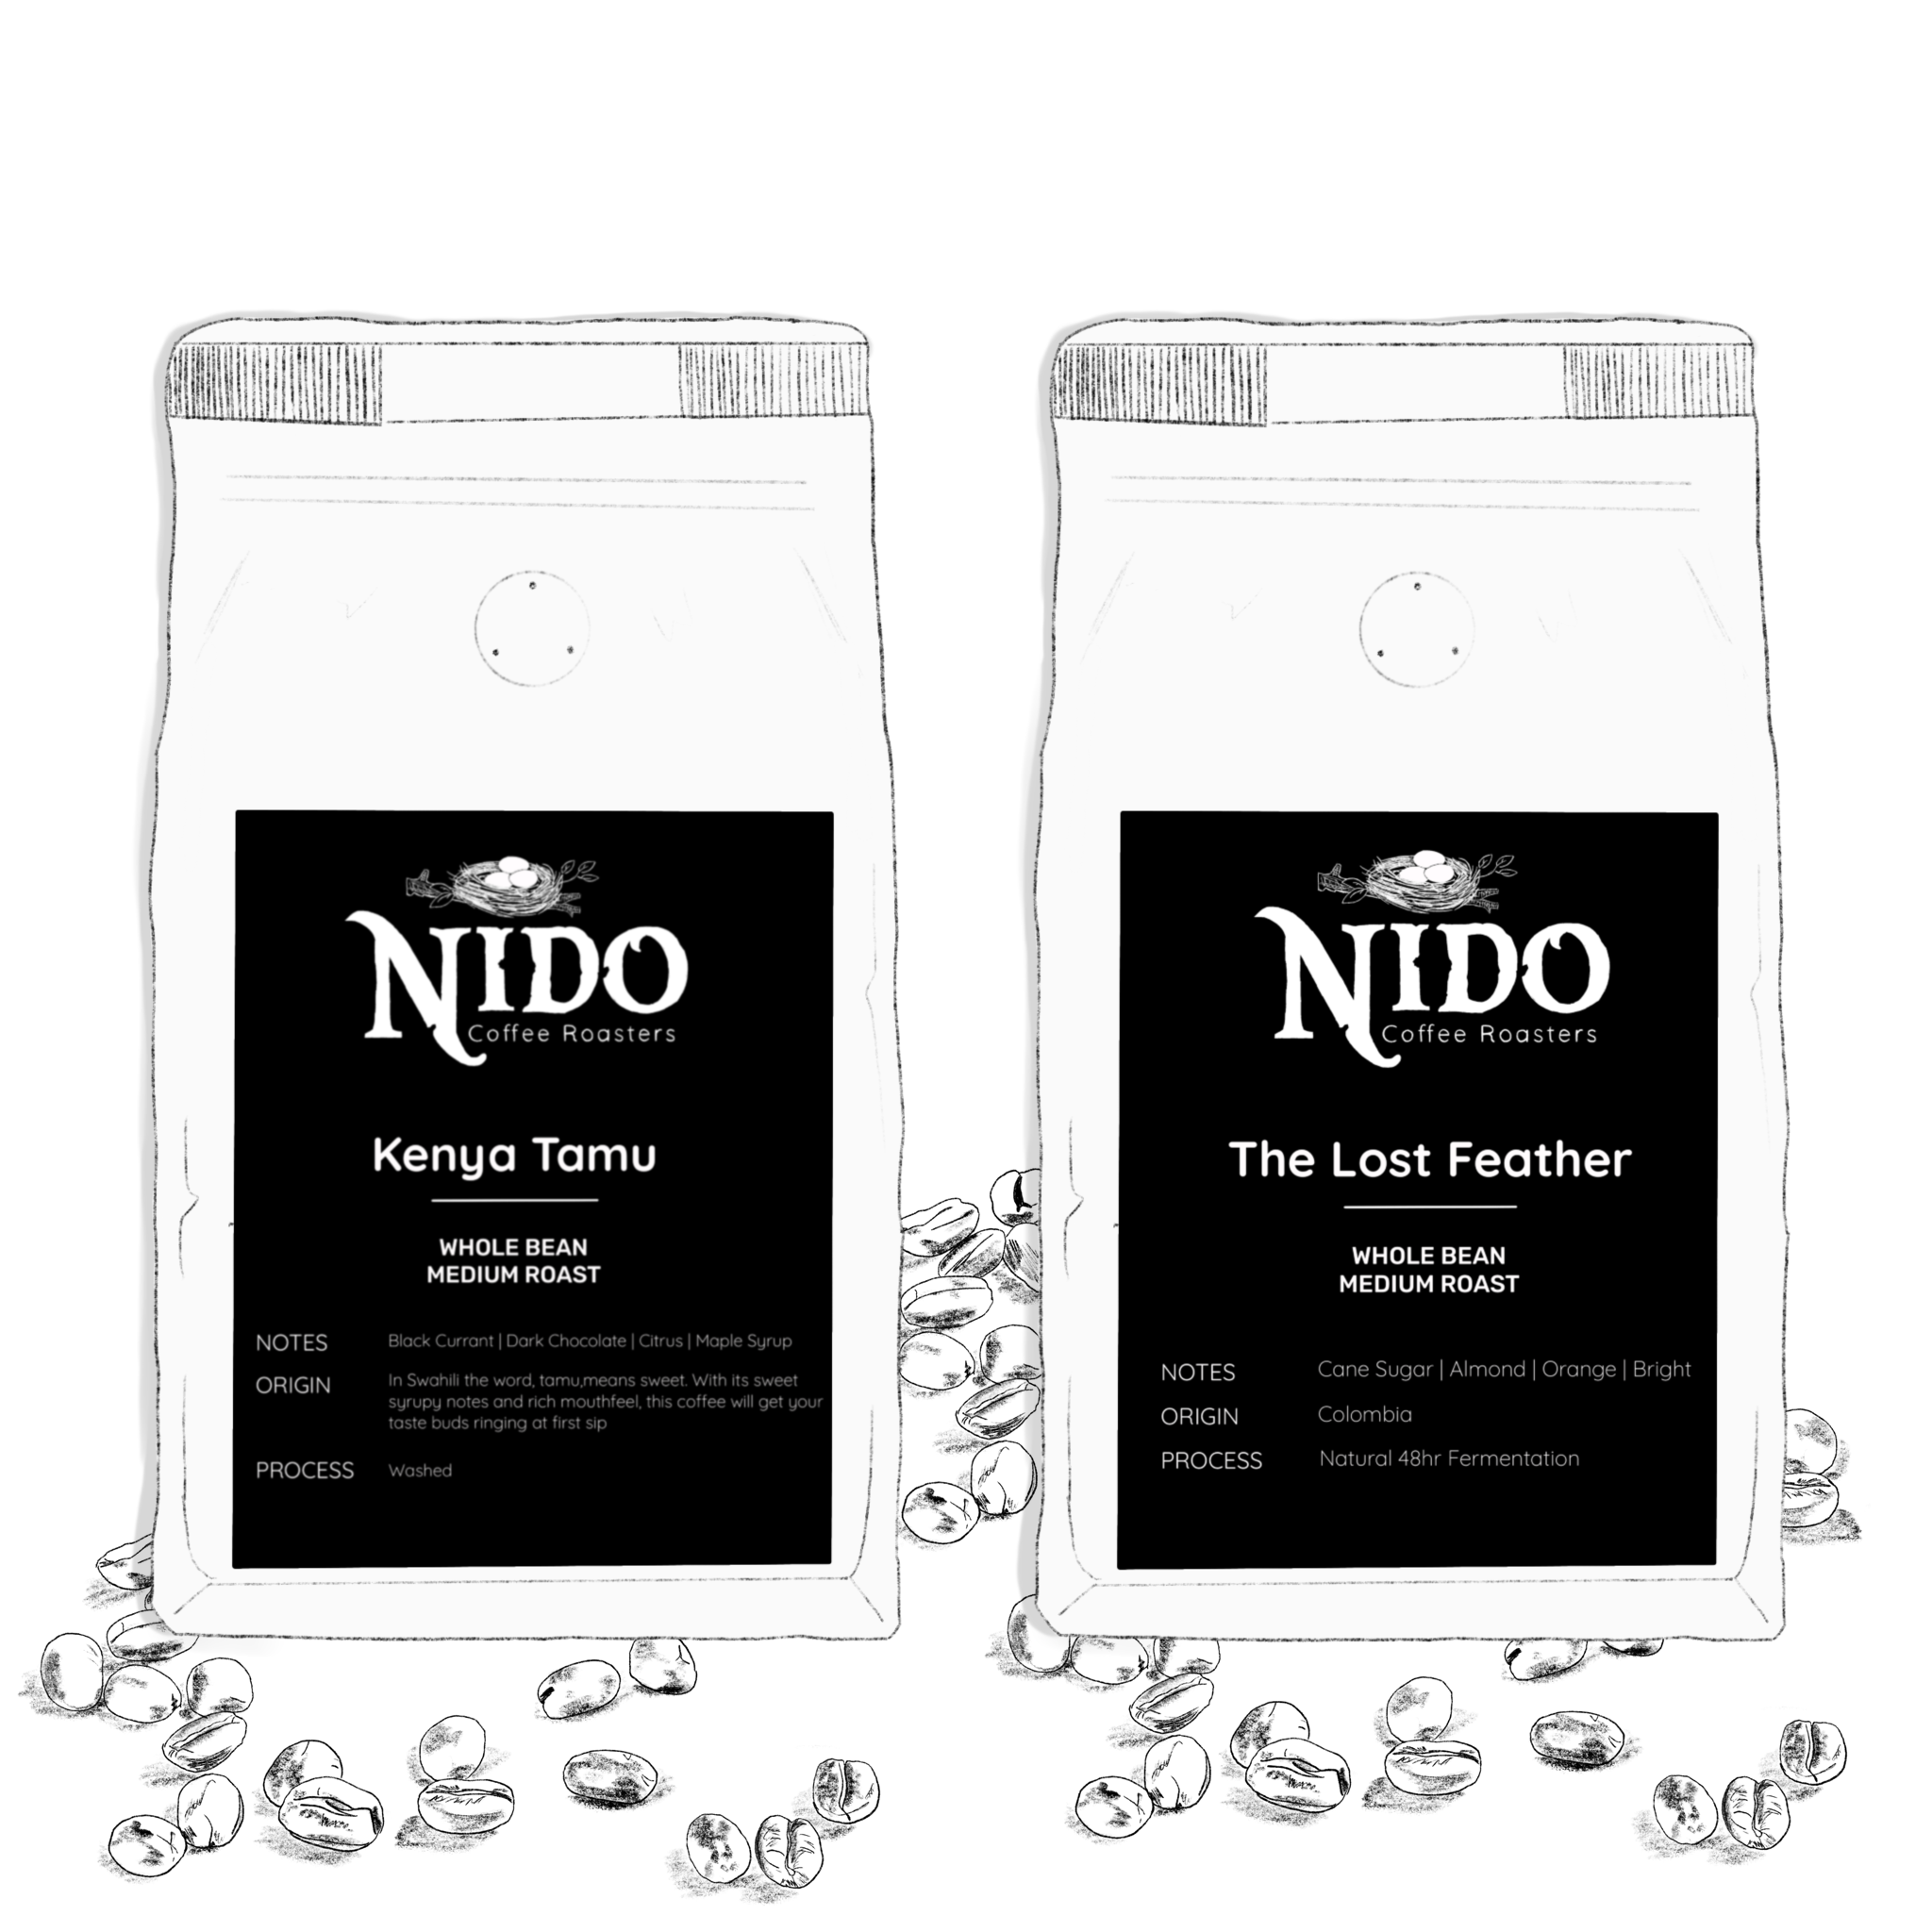 NIDO
Coffee Roasters
Kenya Tamu
WHOLE BEAN
MEDIUM ROAST
NOTES Black Currant | Dark Chocolate | Citrus | Maple Syrup
ORIGIN In Swahili the word, tamu,means sweet. With its sweet
syrupy notes and rich mouthfeel, this coffee will get your
taste buds ringing at first sip
PROCESS Washed
NIDO
Coffee Roasters
The Lost Feather
WHOLE BEAN
MEDIUM ROAST
NOTES Cane Sugar | Almond | Orange | Bright
ORIGIN Colombia
PROCESS Natural 48hr Fermentation